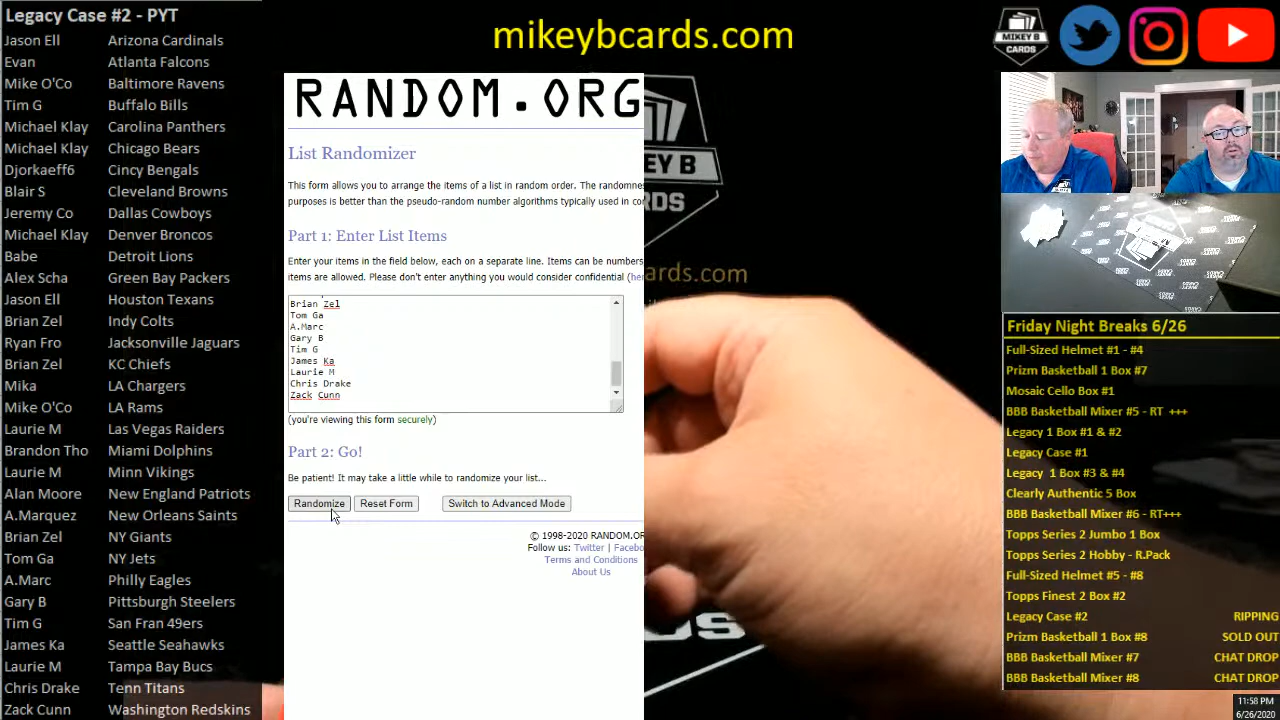 Legacy Case #2 - PYT
Jason Ell Arizona Cardinals
Evan Atlanta Falcons
Mike O'Co Baltimore Ravens
Tim G Buffalo Bills
Michael Klay Carolina Panthers
Michael Klay Chicago Bears
Djorkaeff6 Cincy Bengals
Blair S Cleveland Browns
Jeremy Co Dallas Cowboys
Michael Klay Denver Broncos
Babe Detroit Lions
Alex Scha Green Bay Packers
Jason Ell Houston Texans
Brian Zel Indy Colts
Ryan Fro Jacksonville Jaguars
Brian Zel KC Chiefs
Mika LA Chargers
Mike O'Co LA Rams
Laurie M Las Vegas Raiders
Brandon Tho Miami Dolphins
Laurie M Minn Vikings
Alan Moore New England Patriots
A.Marquez New Orleans Saints
Brian Zel NY Giants
Tom Ga NY Jets
A.Marc Philly Eagles
Gary B Pittsburgh Steelers
Tim G San Fran 49ers
James Ka Seattle Seahawks
Laurie M Tampa Bay Bucs
Chris Drake Tenn Titans
Zack Cunn Washington Redskins
mikeybcards.com
RANDOM.ORG
List Randomizer
This form allows you to arrange the items of a list in random order. The randomne
purposes is better than the pseudo-random number algorithms typically used in co
Part 1: Enter List Items
Enter your items in the field below, each on a separate line. Items can be numbers
items are allowed. Please don't enter anything you would consider confidential (he
Brian Zel
Tom Ga
A.Marc
Gary B
Tim G
James Ka
Laurie M
Chris Drake
Zack Cunn
(you're viewing this form securely)
Part 2: Go!
Be patient! It may take a little while to randomize your list...
Randomize Reset Form Switch to Advanced Mode
© 1998-2020 RANDOM.OR
Follow us: Twitter | Facebo
Terms and Conditions
About Us
EY B
RDS
ards.com
MIKEY B
CARDS
Friday Night Breaks 6/26
Full-Sized Helmet #1 - #4
Prizm Basketball 1 Box #7
Mosaic Cello Box #1
BBB Basketball Mixer #5 - RT +++
Legacy 1 Box #1 & #2
Legacy Case #1
Legacy 1 Box #3 & #4
Clearly Authentic 5 Box
BBB Basketball Mixer #6 - RT+++
Topps Series 2 Jumbo 1 Box
Topps Series 2 Hobby - R.Pack
Full-Sized Helmet #5 - #8
Topps Finest 2 Box #2
Legacy Case #2 RIPPING
Prizm Basketball 1 Box #8 SOLD OUT
BBB Basketball Mixer #7 CHAT DROP
BBB Basketball Mixer #8 CHAT DROP
11:58 PM
6/26/2020